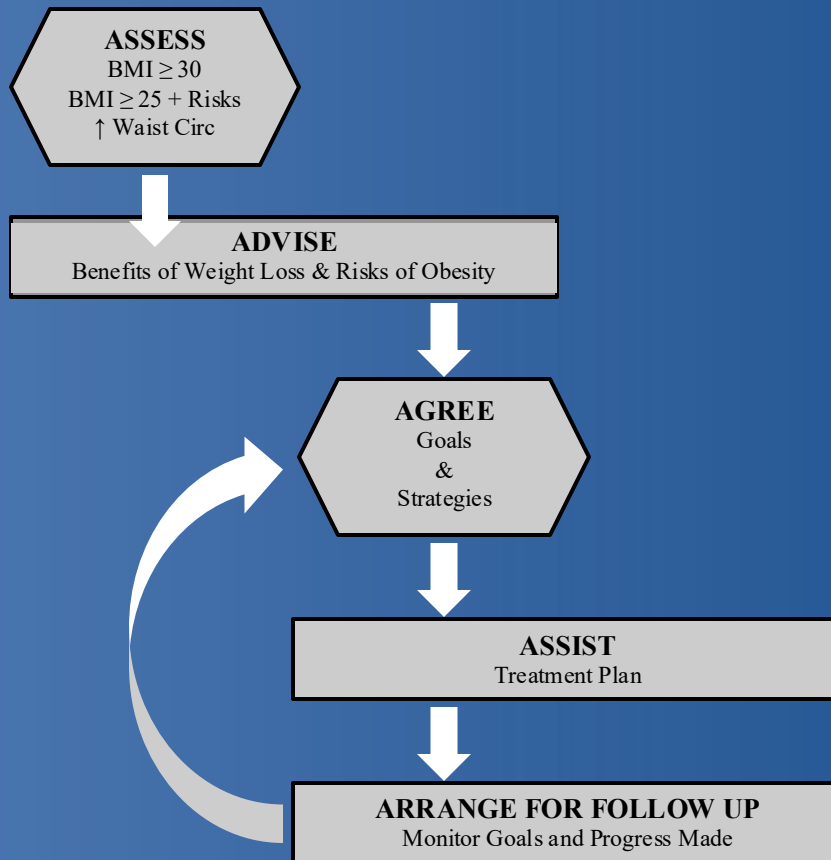 ASSESS
BMI ≥ 30
BMI ≥ 25 + Risks
↑ Waist Circ
ADVISE
Benefits of Weight Loss & Risks of Obesity
AGREE
Goals
&
Strategies
ASSIST
Treatment Plan
ARRANGE FOR FOLLOW UP
Monitor Goals and Progress Made